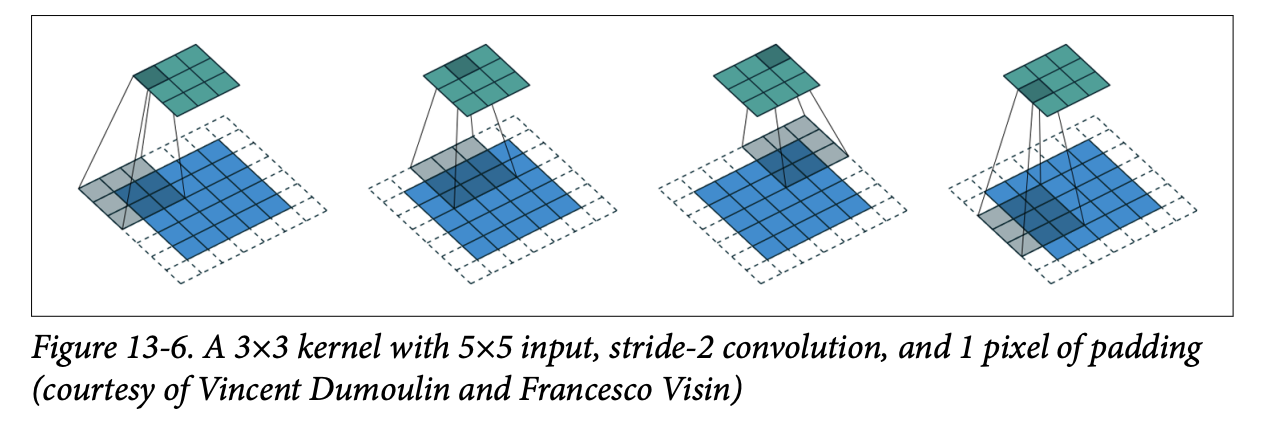 Figure 13-6. A 3×3 kernel with 5×5 input, stride-2 convolution, and 1 pixel of padding
(courtesy of Vincent Dumoulin and Francesco Visin)